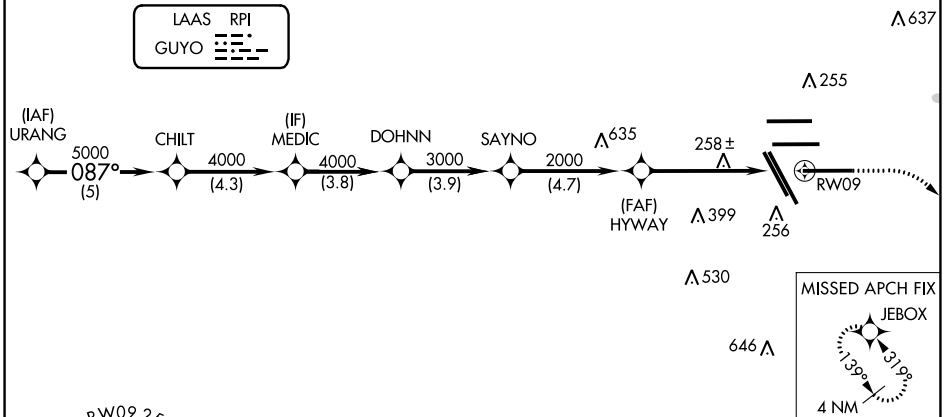 LAAS RPI
GUYO
637
255
(IAF)
URANG
CHILT
(IF)
MEDIC
DOHNN
SAYNO
635
258 ±
5000
087°
(5)
4000
(4.3)
4000
(3.8)
3000
(3.9)
2000
(4.7)
RW09
(FAF)
HYWAY
399
256
530
646
MISSED APCH FIX
JEBOX
139°
319°
4 NM
RW09